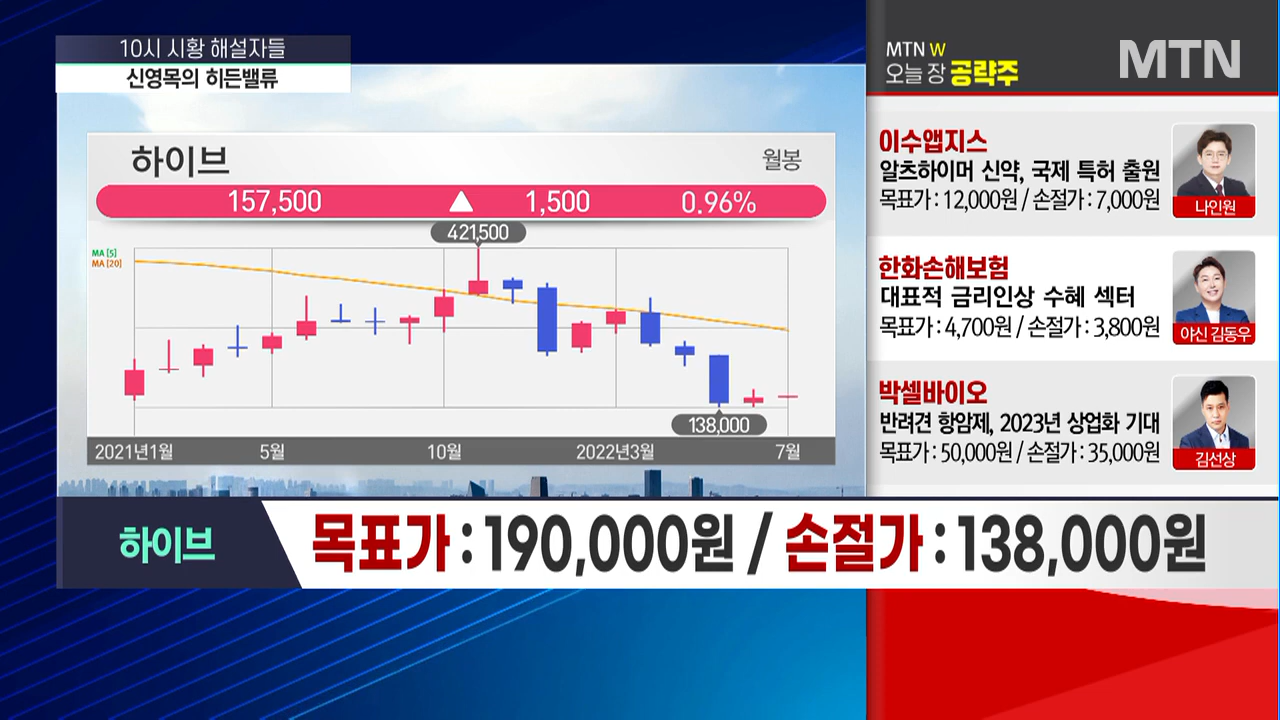 10시 시황 해설자들
신영목의 히든밸류
하이브
월봉
157,500 ▲ 1,500 0.96%
421,500
MA [5]
MA [20]
138,000
2021년1월 5월 10월 2022년3월 7월
하이브
목표가 : 190,000원 / 손절가 : 138,000원
MTN W
오늘 장 공략주
MTN
이수앱지스
알츠하이머 신약, 국제 특허 출원
목표가 : 12,000원 / 손절가 : 7,000원
나인원
한화손해보험
대표적 금리인상 수혜 섹터
목표가 : 4,700원 / 손절가 : 3,800원
야신 김동우
박셀바이오
반려견 항암제, 2023년 상업화 기대
목표가 : 50,000원 / 손절가 : 35,000원
김선상